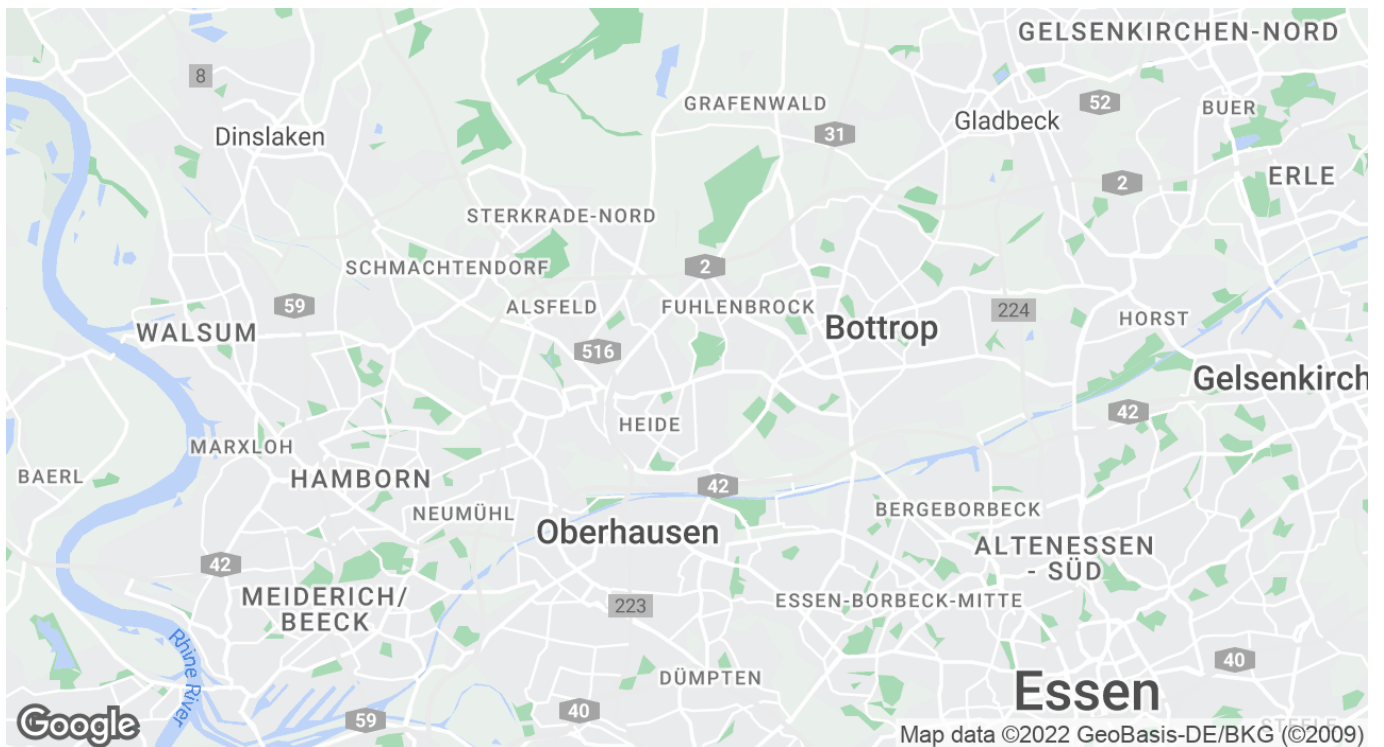 GELSENKIRCHEN-NORD
8
GRAFENWALD
52
BUER
Dinslaken
31
Gladbeck
2
ERLE
STERKRADE-NORD
SCHMACHTENDORF
2
59
ALSFELD
FUHLENBROCK
224
HORST
WALSUM
Bottrop
516
Gelsenkirch
42
HEIDE
MARXLOH
BAERL
HAMBORN
42
NEUMÜHL
BERGEBORBECK
Oberhausen
ALTENESSEN
- SÜD
42
MEIDERICH/
BEECK
223
ESSEN-BORBECK-MITTE
Rhine River
40
DÜMPTEN
Essen
59
40
STEELE
Google
Map data ©2022 GeoBasis-DE/BKG (©2009)